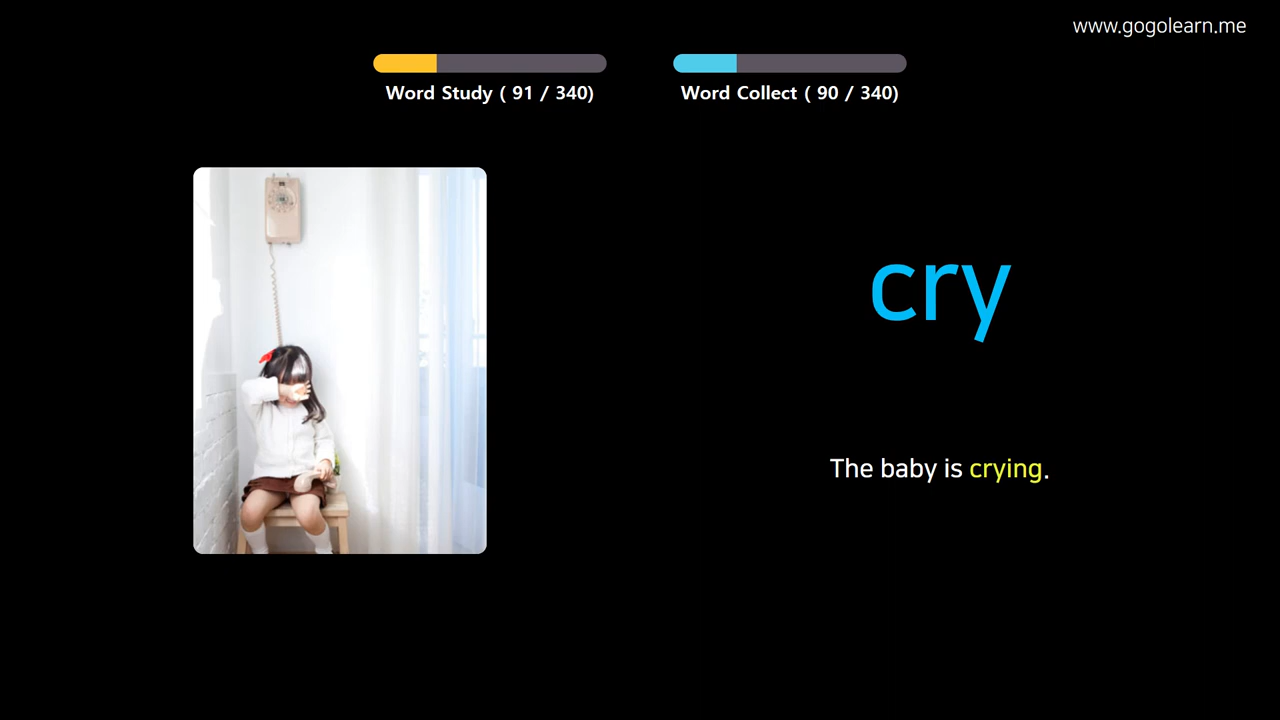 www.gogolearn.me
Word Study ( 91 / 340)
Word Collect ( 90 / 340)
cry
The baby is crying.